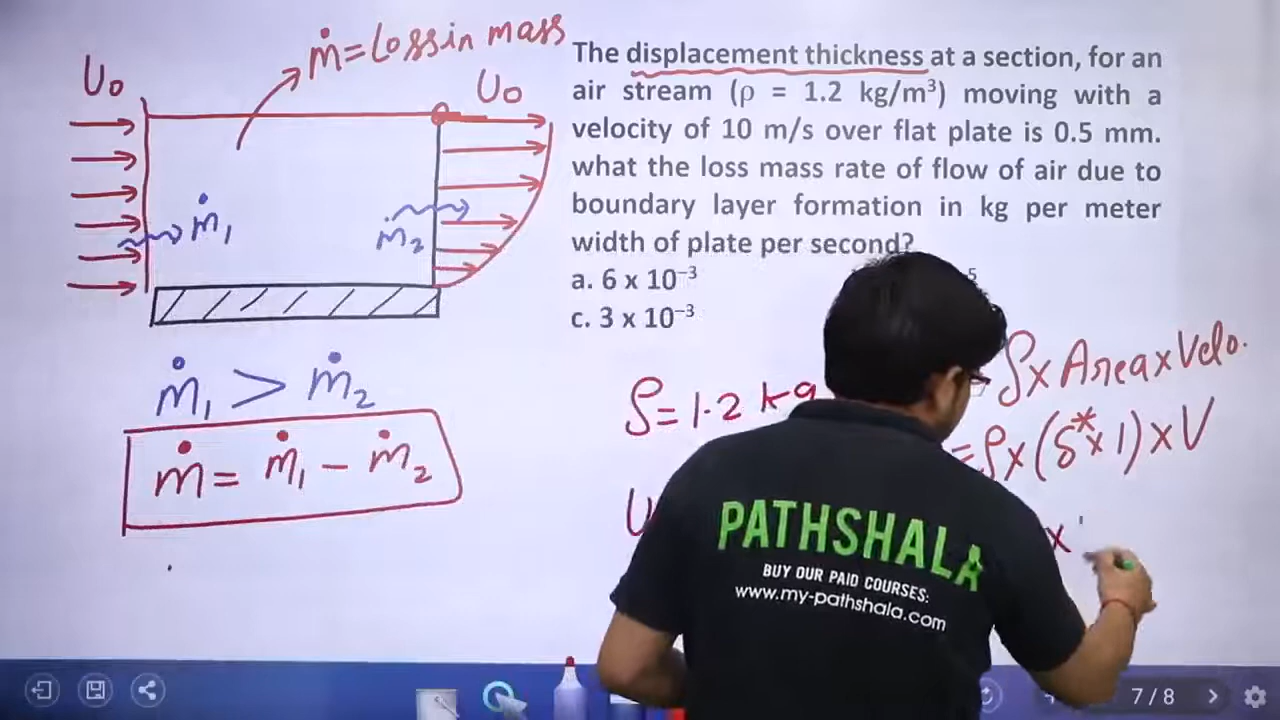 ṁ = Loss in mass
U₀
U₀
ṁ₁
ṁ₂
ṁ₁ > ṁ₂
ṁ = ṁ₁ − ṁ₂
The displacement thickness at a section, for an
air stream (ρ = 1.2 kg/m³) moving with a
velocity of 10 m/s over flat plate is 0.5 mm.
what the loss mass rate of flow of air due to
boundary layer formation in kg per meter
width of plate per second?
a. 6 x 10⁻³
c. 3 x 10⁻³
ρ = 1.2 kg
ρ x Area x Velo.
= ρ x (δ* x 1) x V
x
PATHSHALA
BUY OUR PAID COURSES:
www.my-pathshala.com
7 / 8